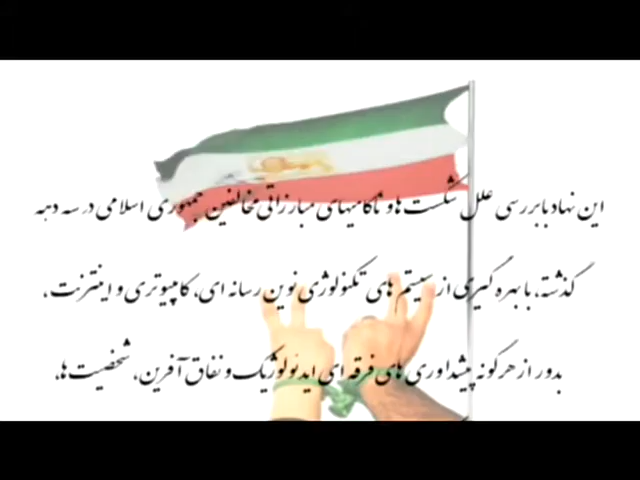 این نهاد با بررسی علل شکست ها و ناکامیهای مبارزاتی مخالفین جمهوری اسلامی در سه دهه
گذشته، با بهره گیری از سیستم های تکنولوژی نوین رسانه ای، کامپیوتری و اینترنت،
بدور از هرگونه پیشداوری های فرقه ای ایدئولوژیک و نفاق آفرین، شخصیت ها،